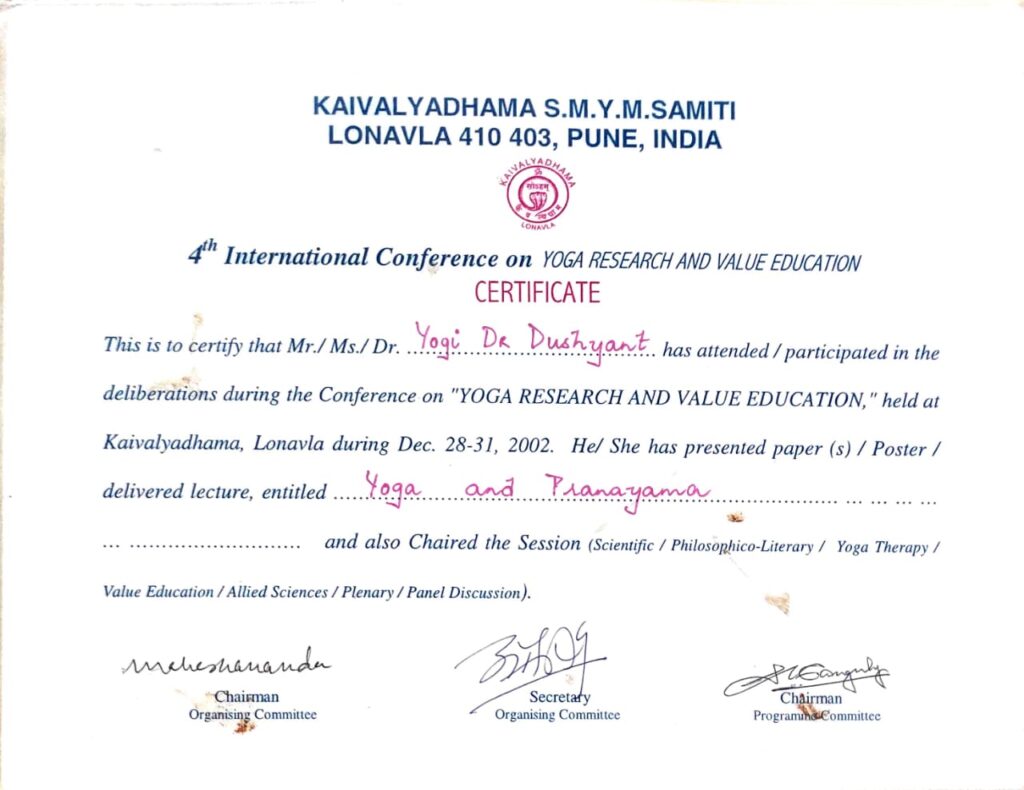 KAIVALYADHAMA S.M.Y.M.SAMITI
LONAVLA 410 403, PUNE, INDIA
KAIVALYADHAMA
ॐ
सोऽहम्
LONAVLA
4th International Conference on YOGA RESEARCH AND VALUE EDUCATION
CERTIFICATE
This is to certify that Mr./ Ms./ Dr. Yogi Dr Dushyant has attended / participated in the
deliberations during the Conference on "YOGA RESEARCH AND VALUE EDUCATION," held at
Kaivalyadhama, Lonavla during Dec. 28-31, 2002. He/ She has presented paper (s) / Poster /
delivered lecture, entitled .....Yoga and Pranayama.................. ... ... ... ...
... ........................... and also Chaired the Session (Scientific / Philosophico-Literary / Yoga Therapy /
Value Education / Allied Sciences / Plenary / Panel Discussion).
maheshananda
Chairman Secretary Chairman
Organising Committee Organising Committee Programme Committee